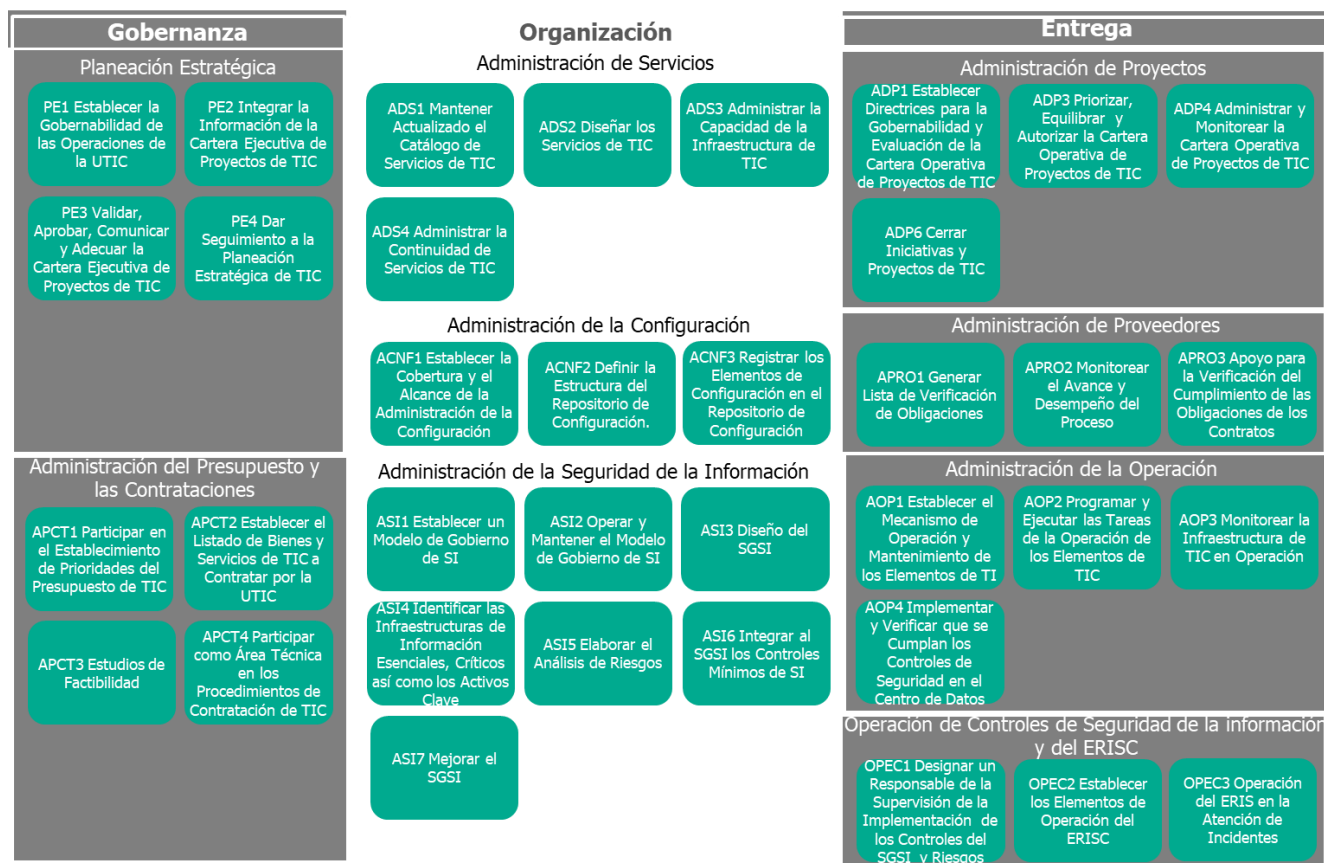 Gobernanza
Planeación Estratégica
PE1 Establecer la
Gobernabilidad de
las Operaciones de
la UTIC
PE2 Integrar la
Información de la
Cartera Ejecutiva de
Proyectos de TIC
PE3 Validar,
Aprobar, Comunicar
y Adecuar la
Cartera Ejecutiva de
Proyectos de TIC
PE4 Dar
Seguimiento a la
Planeación
Estratégica de TIC
Administración del Presupuesto y
las Contrataciones
APCT1 Participar en
el Establecimiento
de Prioridades del
Presupuesto de TIC
APCT2 Establecer el
Listado de Bienes y
Servicios de TIC a
Contratar por la
UTIC
APCT3 Estudios de
Factibilidad
APCT4 Participar
como Área Técnica
en los
Procedimientos de
Contratación de TIC
Organización
Administración de Servicios
ADS1 Mantener
Actualizado el
Catálogo de
Servicios de TIC
ADS2 Diseñar los
Servicios de TIC
ADS3 Administrar la
Capacidad de la
Infraestructura de
TIC
ADS4 Administrar la
Continuidad de
Servicios de TIC
Administración de la Configuración
ACNF1 Establecer la
Cobertura y el
Alcance de la
Administración de la
Configuración
ACNF2 Definir la
Estructura del
Repositorio de
Configuración.
ACNF3 Registrar los
Elementos de
Configuración en el
Repositorio de
Configuración
Administración de la Seguridad de la Información
ASI1 Establecer un
Modelo de Gobierno
de SI
ASI2 Operar y
Mantener el Modelo
de Gobierno de SI
ASI3 Diseño del
SGSI
ASI4 Identificar las
Infraestructuras de
Información
Esenciales, Críticos
así como los Activos
Clave
ASI5 Elaborar el
Análisis de Riesgos
ASI6 Integrar al
SGSI los Controles
Mínimos de SI
ASI7 Mejorar el
SGSI
Entrega
Administración de Proyectos
ADP1 Establecer
Directrices para la
Gobernabilidad y
Evaluación de la
Cartera Operativa
de Proyectos de TIC
ADP3 Priorizar,
Equilibrar y
Autorizar la Cartera
Operativa de
Proyectos de TIC
ADP4 Administrar y
Monitorear la
Cartera Operativa
de Proyectos de TIC
ADP6 Cerrar
Iniciativas y
Proyectos de TIC
Administración de Proveedores
APRO1 Generar
Lista de Verificación
de Obligaciones
APRO2 Monitorear
el Avance y
Desempeño del
Proceso
APRO3 Apoyo para
la Verificación del
Cumplimiento de las
Obligaciones de los
Contratos
Administración de la Operación
AOP1 Establecer el
Mecanismo de
Operación y
Mantenimiento de
los Elementos de TI
AOP2 Programar y
Ejecutar las Tareas
de la Operación de
los Elementos de
TIC
AOP3 Monitorear la
Infraestructura de
TIC en Operación
AOP4 Implementar
y Verificar que se
Cumplan los
Controles de
Seguridad en el
Centro de Datos
Operación de Controles de Seguridad de la información
y del ERISC
OPEC1 Designar un
Responsable de la
Supervisión de la
Implementación de
los Controles del
SGSI y Riesgos
OPEC2 Establecer
los Elementos de
Operación del
ERISC
OPEC3 Operación
del ERIS en la
Atención de
Incidentes